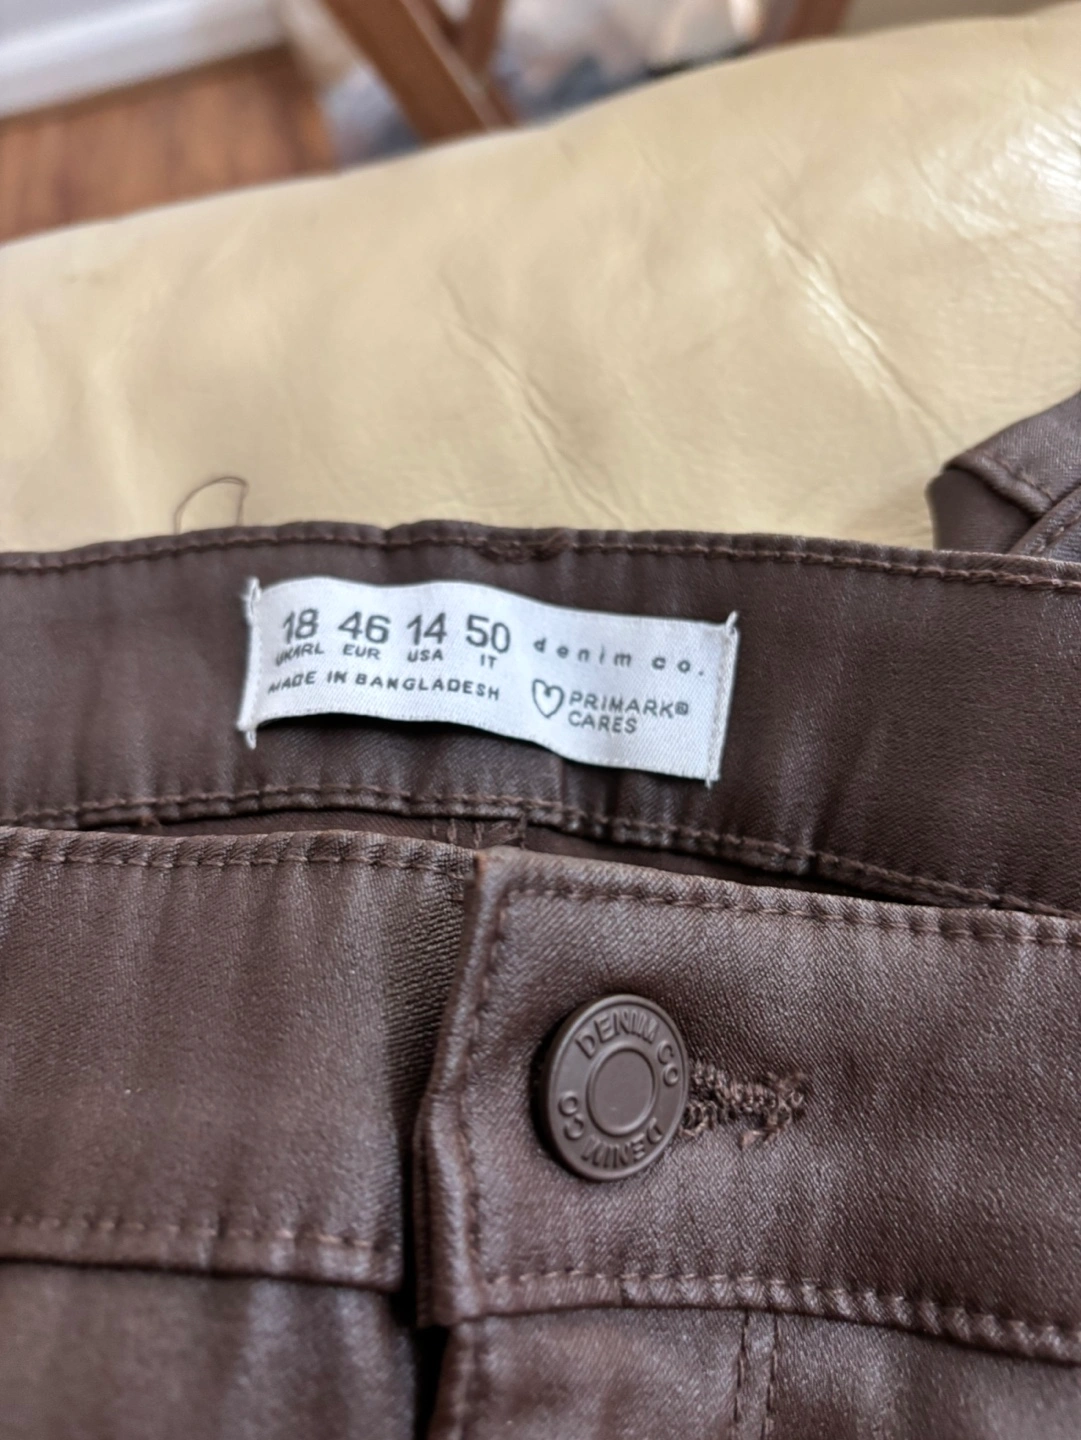 18 46 14 50
UK/IRL EUR USA IT
MADE IN BANGLADESH
denim co.
PRIMARK®
CARES
DENIM CO
DENIM CO